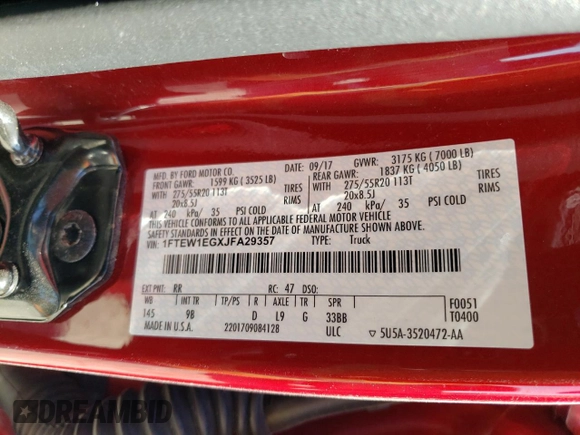 MFD. BY FORD MOTOR CO.
09/17
GVWR: 3175 KG ( 7000 LB)
FRONT GAWR: 1599 KG ( 3525 LB)
REAR GAWR: 1837 KG ( 4050 LB)
WITH 275/55R20 113T TIRES
WITH 275/55R20 113T TIRES
20x8.5J RIMS
20x8.5J RIMS
AT 240 kPa/ 35 PSI COLD
AT 240 kPa/ 35 PSI COLD
THIS VEHICLE CONFORMS TO ALL APPLICABLE FEDERAL MOTOR VEHICLE
SAFETY STANDARDS IN EFFECT ON THE DATE OF MANUFACTURE SHOWN ABOVE.
VIN: 1FTEW1EGXJFA29357
TYPE: Truck
EXT PNT: RR
RC: 47 DSO:
F0051
WB INT TR TP/PS R AXLE TR SPR
T0400
145 9B D L9 G 33BB
MADE IN U.S.A. 2201709084128 ULC
5U5A-3520472-AA
DREAMBID